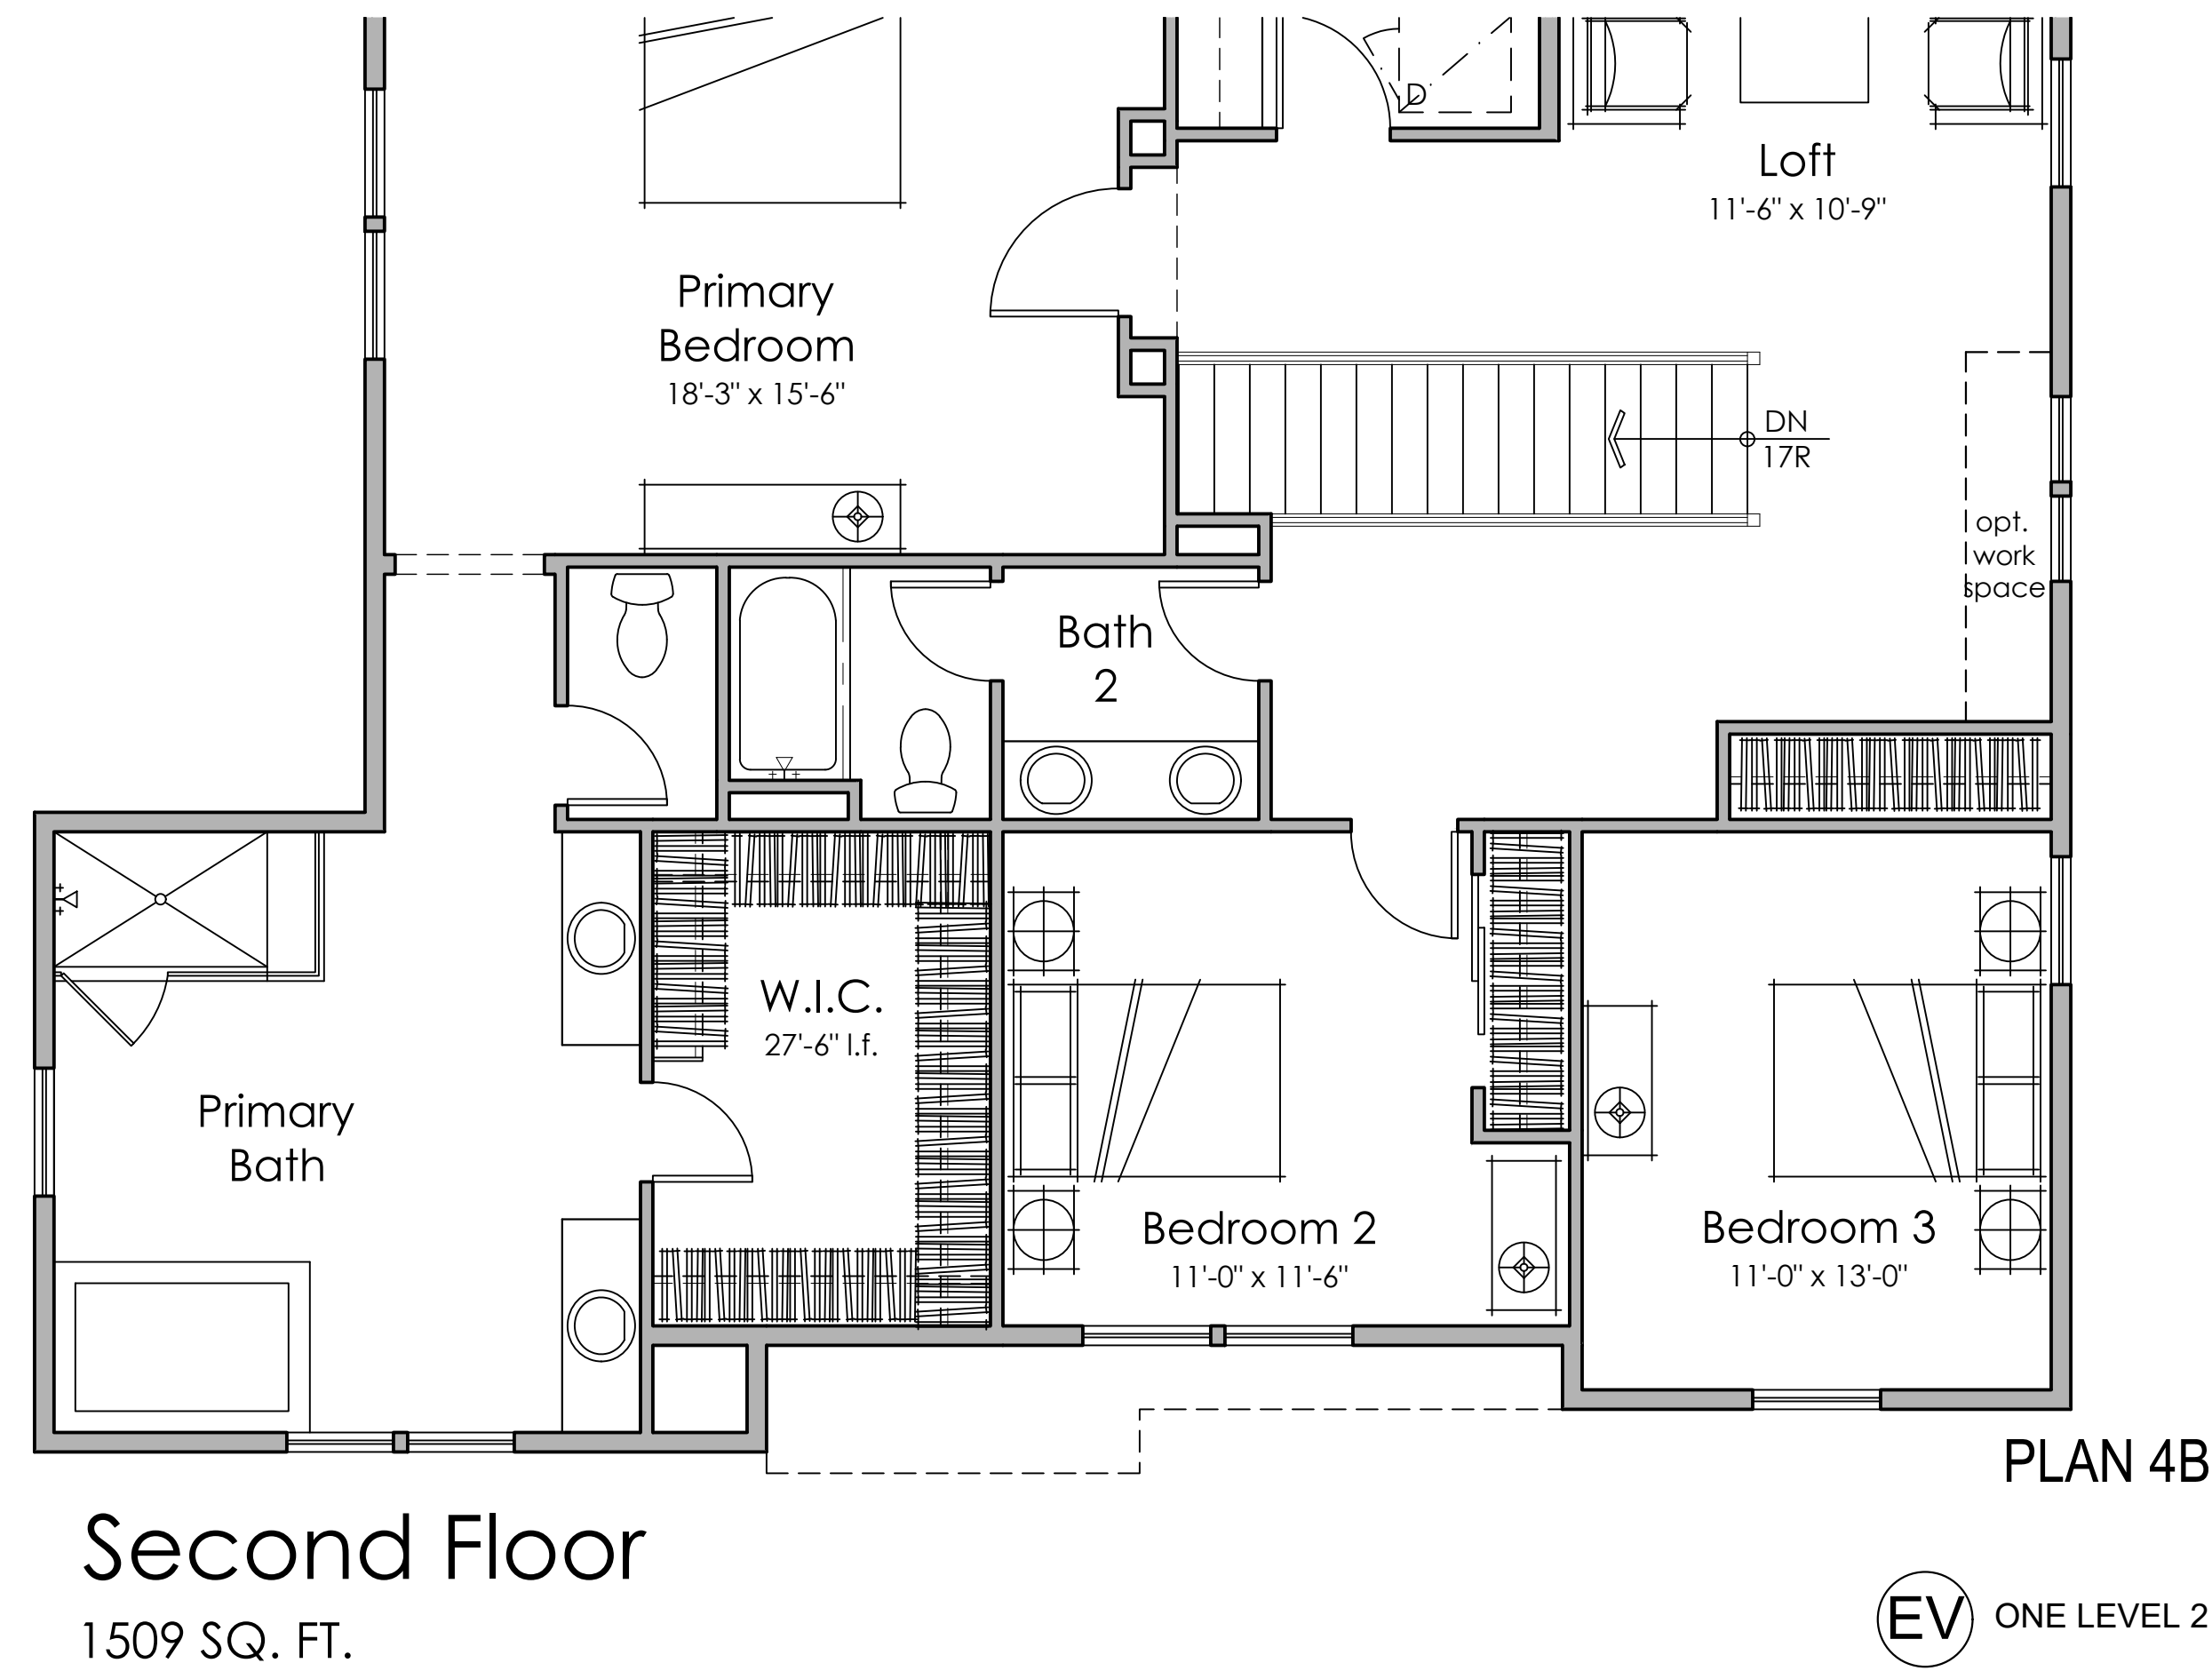 D
Loft
11'-6" x 10'-9"
Primary
Bedroom
18'-3" x 15'-6"
DN
17R
opt.
work
space
Bath
2
W.I.C.
27'-6" l.f.
Primary
Bath
Bedroom 2
11'-0" x 11'-6"
Bedroom 3
11'-0" x 13'-0"
PLAN 4B
Second Floor
1509 SQ. FT.
EV ONE LEVEL 2